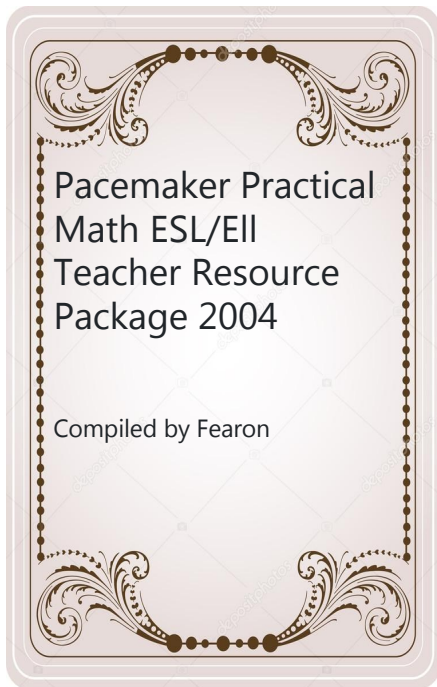 Pacemaker Practical
Math ESL/Ell
Teacher Resource
Package 2004
Compiled by Fearon